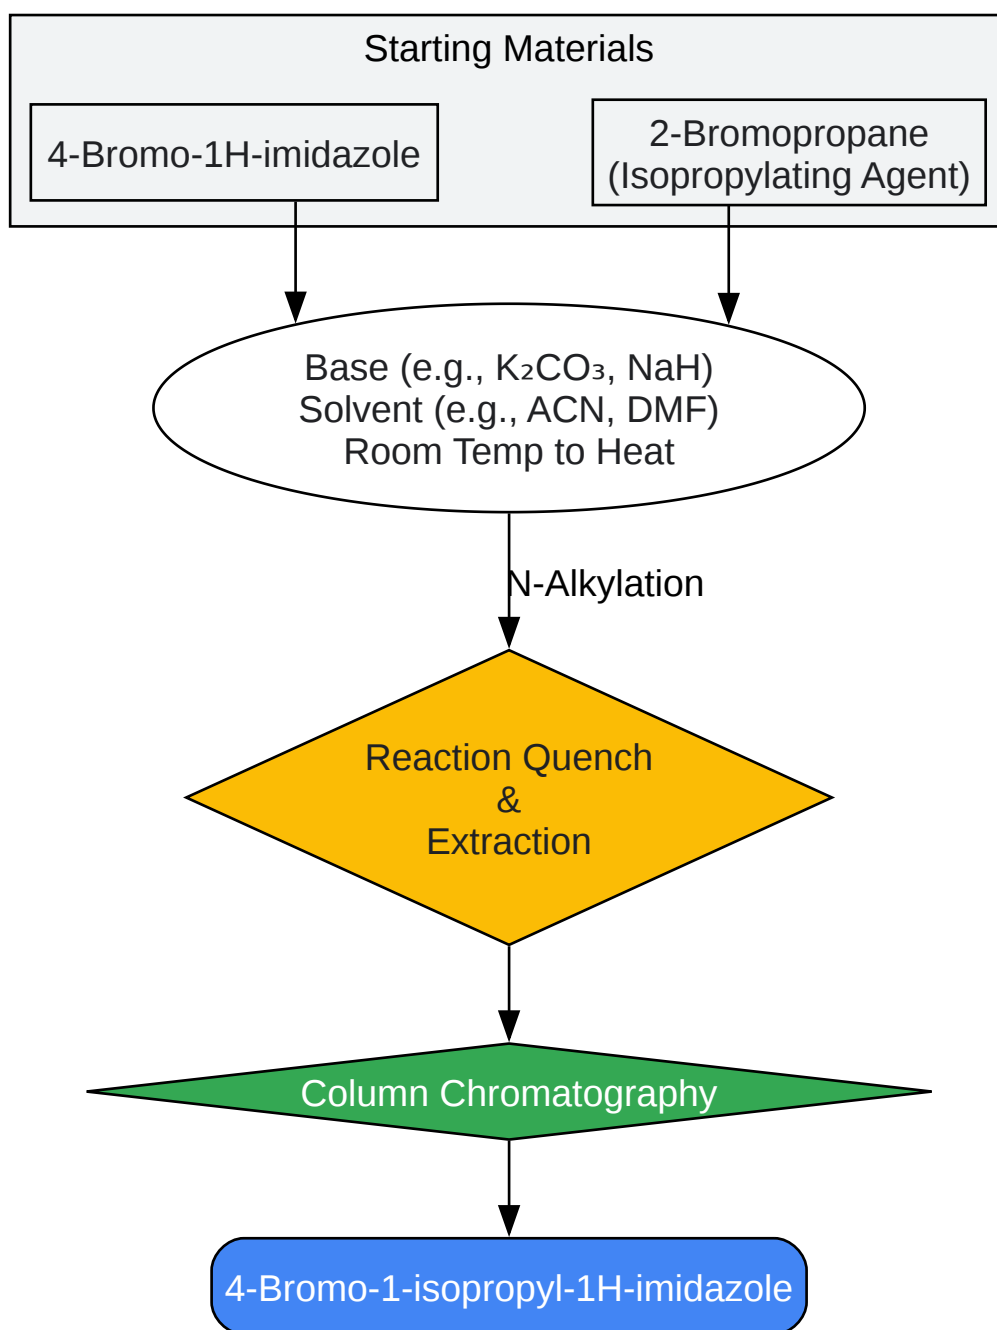 Starting Materials
4-Bromo-1H-imidazole
2-Bromopropane
(Isopropylating Agent)
Base (e.g., K₂CO₃, NaH)
Solvent (e.g., ACN, DMF)
Room Temp to Heat
N-Alkylation
Reaction Quench
&
Extraction
Column Chromatography
4-Bromo-1-isopropyl-1H-imidazole